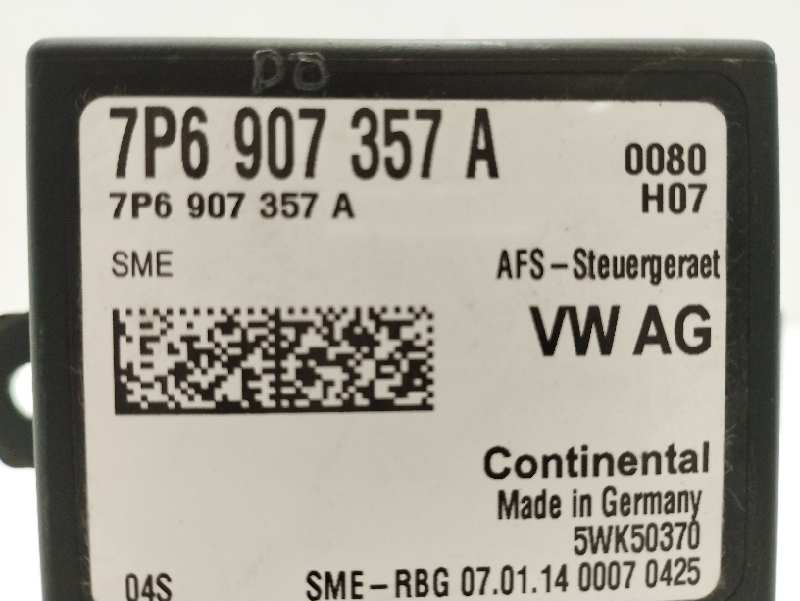 7P6 907 357 A
0080
7P6 907 357 A
H07
SME
AFS-Steuergeraet
VW AG
Continental
Made in Germany
5WK50370
04S
SME-RBG 07.01.14 0007 0425